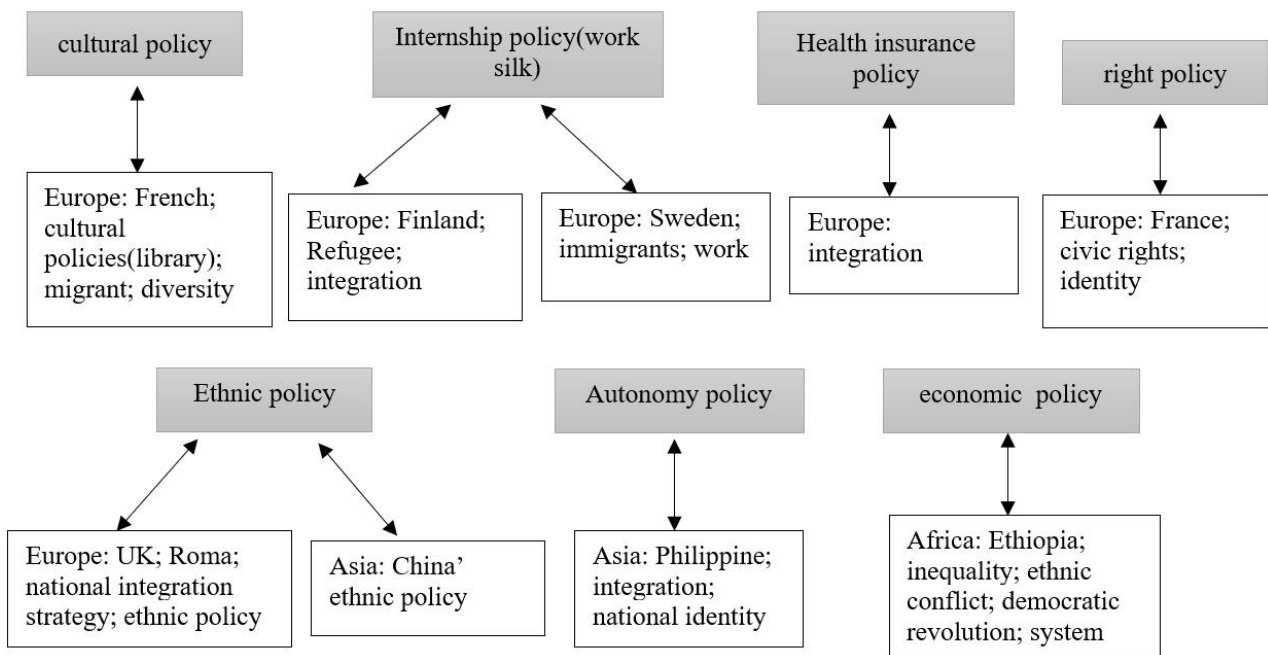 cultural policy
Internship policy(work
silk)
Health insurance
policy
right policy
Europe: French;
cultural
policies(library);
migrant; diversity
Europe: Finland;
Refugee;
integration
Europe: Sweden;
immigrants; work
Europe:
integration
Europe: France;
civic rights;
identity
Ethnic policy
Autonomy policy
economic policy
Europe: UK; Roma;
national integration
strategy; ethnic policy
Asia: China’
ethnic policy
Asia: Philippine;
integration;
national identity
Africa: Ethiopia;
inequality; ethnic
conflict; democratic
revolution; system